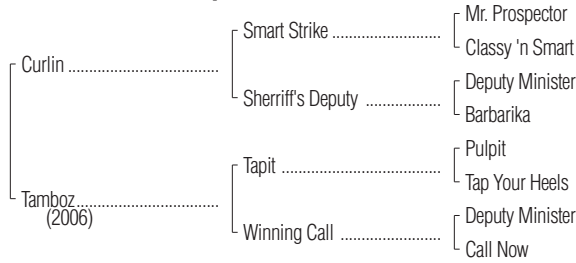 Mr. Prospector
Smart Strike ............................
Classy 'n Smart
Curlin .......................................
Deputy Minister
Sherriff's Deputy ...................
Barbarika
Pulpit
Tapit .........................................
Tap Your Heels
Tamboz.....................................
(2006)
Deputy Minister
Winning Call ..........................
Call Now